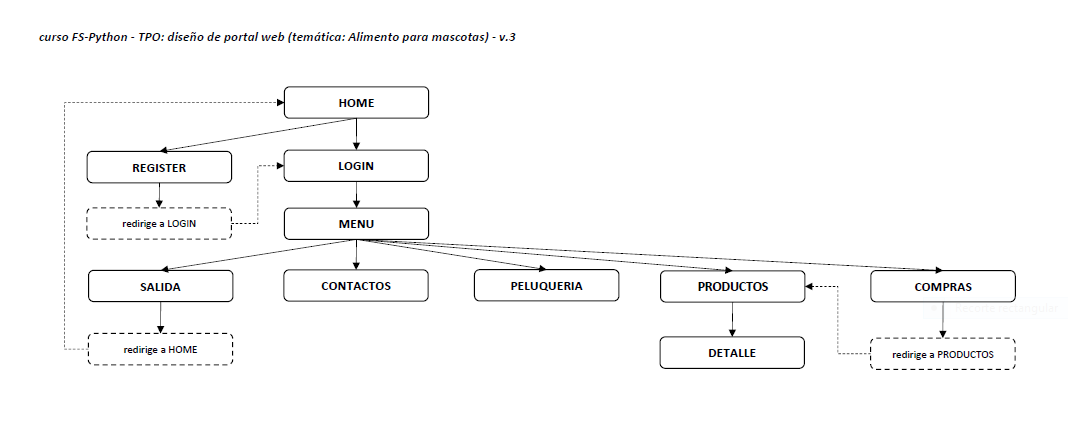 curso FS-Python - TPO: diseño de portal web (temática: Alimento para mascotas) - v.3
HOME
REGISTER
LOGIN
redirige a LOGIN
MENU
SALIDA
CONTACTOS
PELUQUERIA
PRODUCTOS
COMPRAS
redirige a HOME
DETALLE
redirige a PRODUCTOS